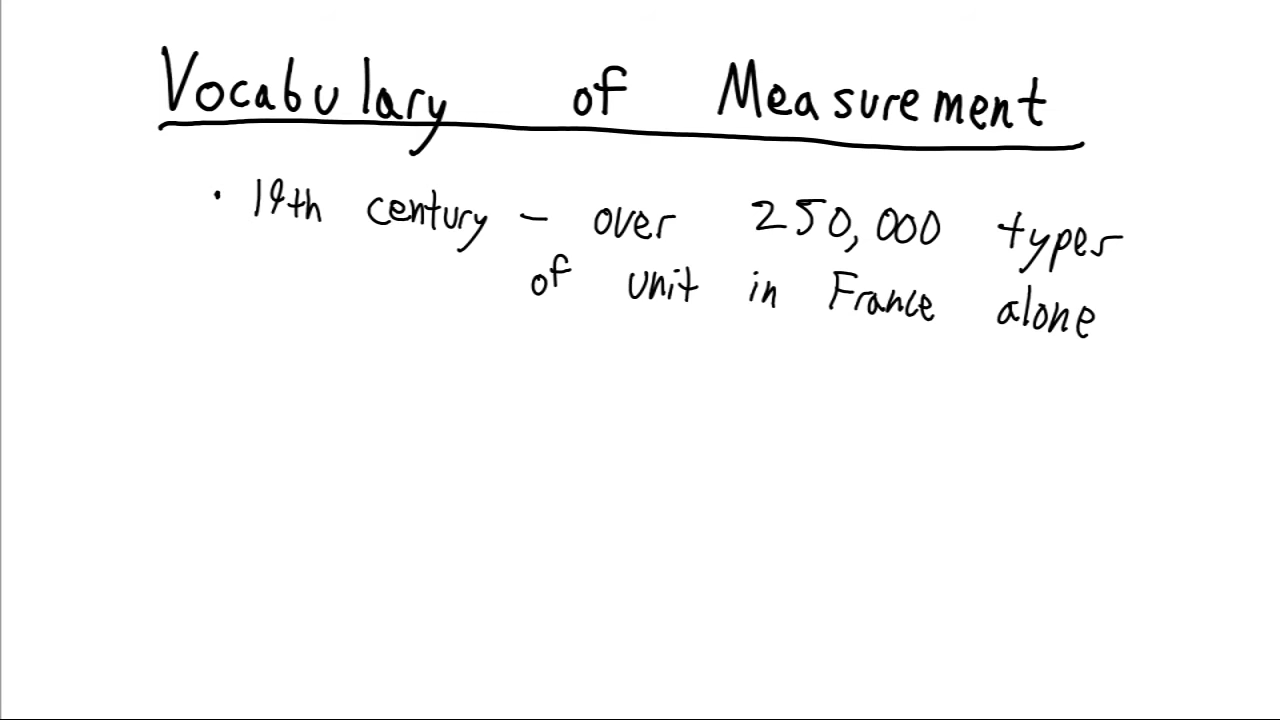 Vocabulary of Measurement
• 19th century – over 250,000 types
of unit in France alone